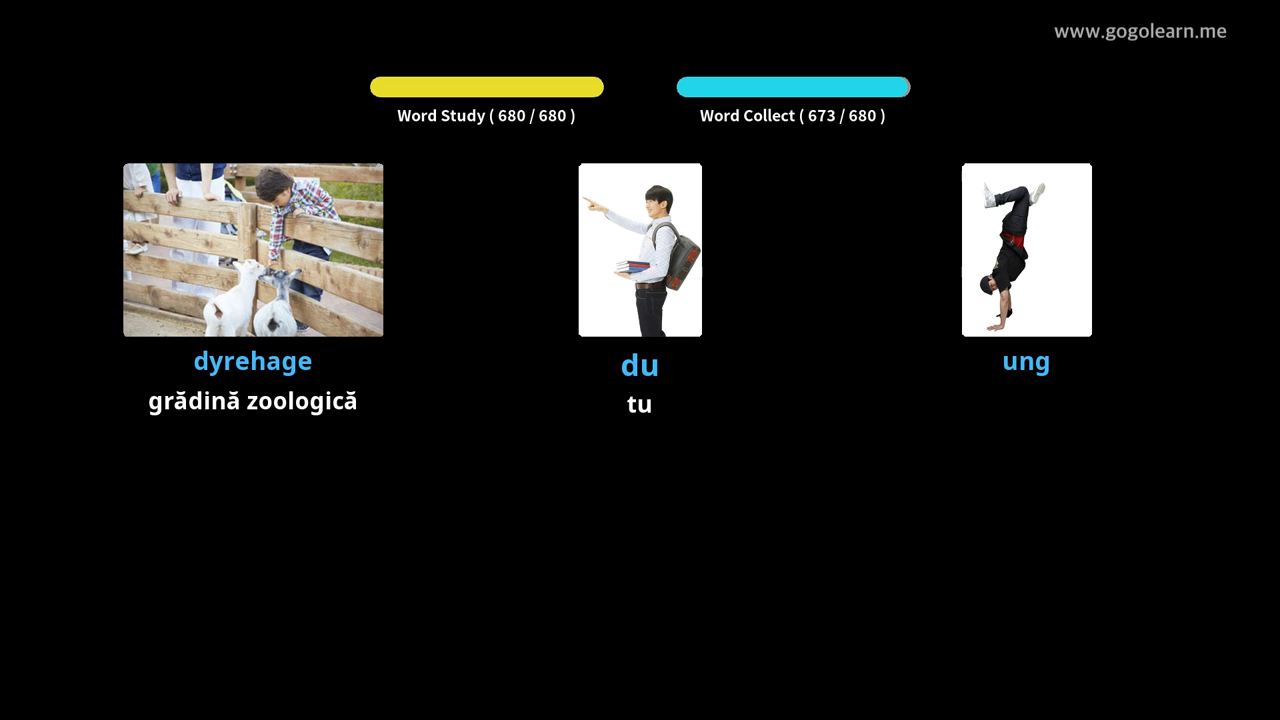 www.gogolearn.me
Word Study ( 680 / 680 )
Word Collect ( 673 / 680 )
dyrehage
grădină zoologică
du
tu
ung